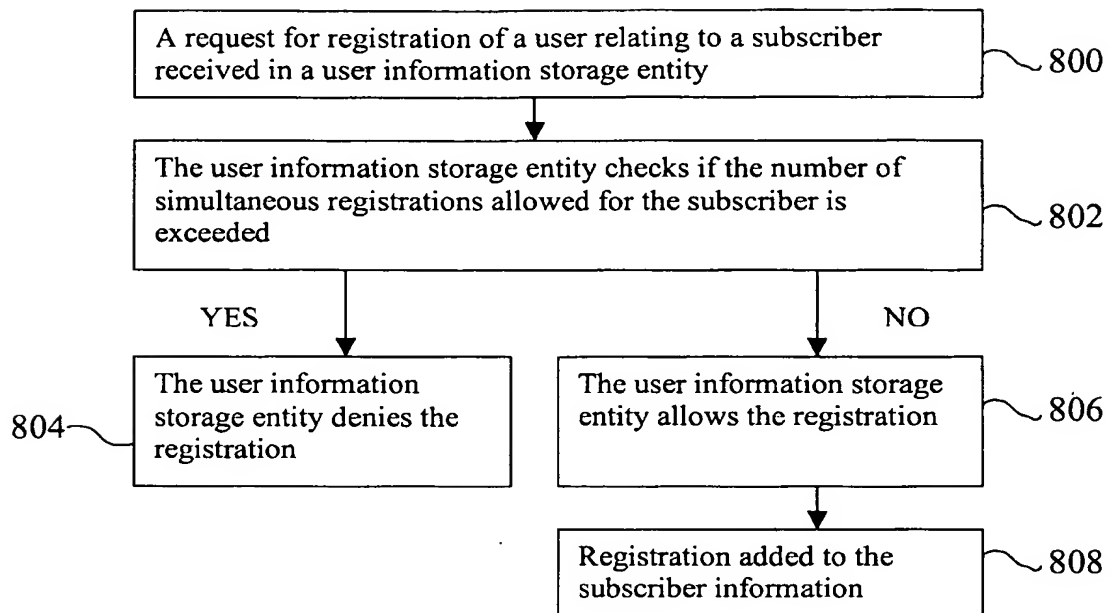 A request for registration of a user relating to a subscriber
received in a user information storage entity
800
The user information storage entity checks if the number of
simultaneous registrations allowed for the subscriber is
exceeded
802
YES
NO
The user information
storage entity denies the
registration
804
The user information storage
entity allows the registration
806
Registration added to the
subscriber information
808